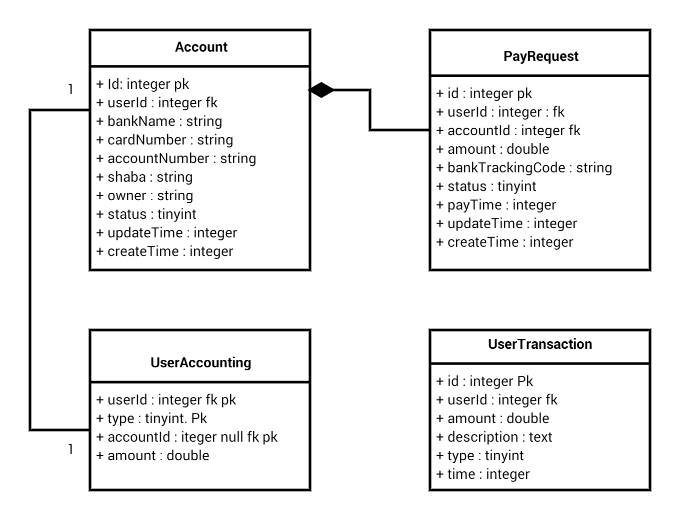 Account
1
+ Id: integer pk
+ userId : integer fk
+ bankName : string
+ cardNumber : string
+ accountNumber : string
+ shaba : string
+ owner : string
+ status : tinyint
+ updateTime : integer
+ createTime : integer
PayRequest
+ id : integer pk
+ userId : integer : fk
+ accountId : integer fk
+ amount : double
+ bankTrackingCode : string
+ status : tinyint
+ payTime : integer
+ updateTime : integer
+ createTime : integer
UserAccounting
+ userId : integer fk pk
+ type : tinyint. Pk
+ accountId : iteger null fk pk
+ amount : double
1
UserTransaction
+ id : integer Pk
+ userId : integer fk
+ amount : double
+ description : text
+ type : tinyint
+ time : integer